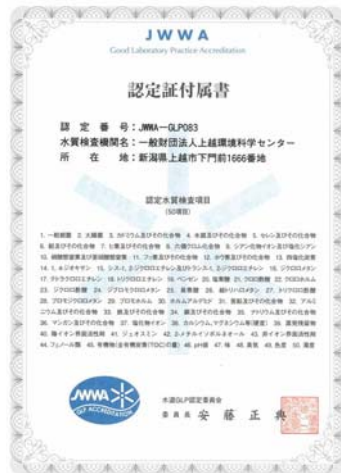 JWWA
Good Laboratory Practice Accreditation
認定証付属書
認定番号：JWWA－GLP083
水質検査機関名：一般財団法人上越環境科学センター
所在地：新潟県上越市下門前1666番地
認定水質検査項目
(50項目)
1. 一般細菌 2. 大腸菌 3. カドミウム及びその化合物 4. 水銀及びその化合物 5. セレン及びその化合物
6. 鉛及びその化合物 7. ヒ素及びその化合物 8. 六価クロム化合物 9. シアン化物イオン及び塩化シアン
10. 硝酸態窒素及び亜硝酸態窒素 11. フッ素及びその化合物 12. ホウ素及びその化合物 13. 四塩化炭素
14. 1, 4-ジオキサン 15. シス-1, 2-ジクロロエチレン及びトランス-1, 2-ジクロロエチレン 16. ジクロロメタン
17. テトラクロロエチレン 18. トリクロロエチレン 19. ベンゼン 20. 塩素酸 21. クロロ酢酸 22. クロロホルム
23. ジクロロ酢酸 24. ジブロモクロロメタン 25. 臭素酸 26. 総トリハロメタン 27. トリクロロ酢酸
28. ブロモジクロロメタン 29. ブロモホルム 30. ホルムアルデヒド 31. 亜鉛及びその化合物 32. アルミ
ニウム及びその化合物 33. 鉄及びその化合物 34. 銅及びその化合物 35. ナトリウム及びその化合物
36. マンガン及びその化合物 37. 塩化物イオン 38. カルシウム、マグネシウム等(硬度) 39. 蒸発残留物
40. 陰イオン界面活性剤 41. ジェオスミン 42. 2-メチルイソボルネオール 43. 非イオン界面活性剤
44. フェノール類 45. 有機物(全有機炭素(TOC)の量) 46. pH値 47. 味 48. 臭気 49. 色度 50. 濁度
JWWA
GLP ACCREDITATION
水道GLP認定委員会
委員長 安藤正典